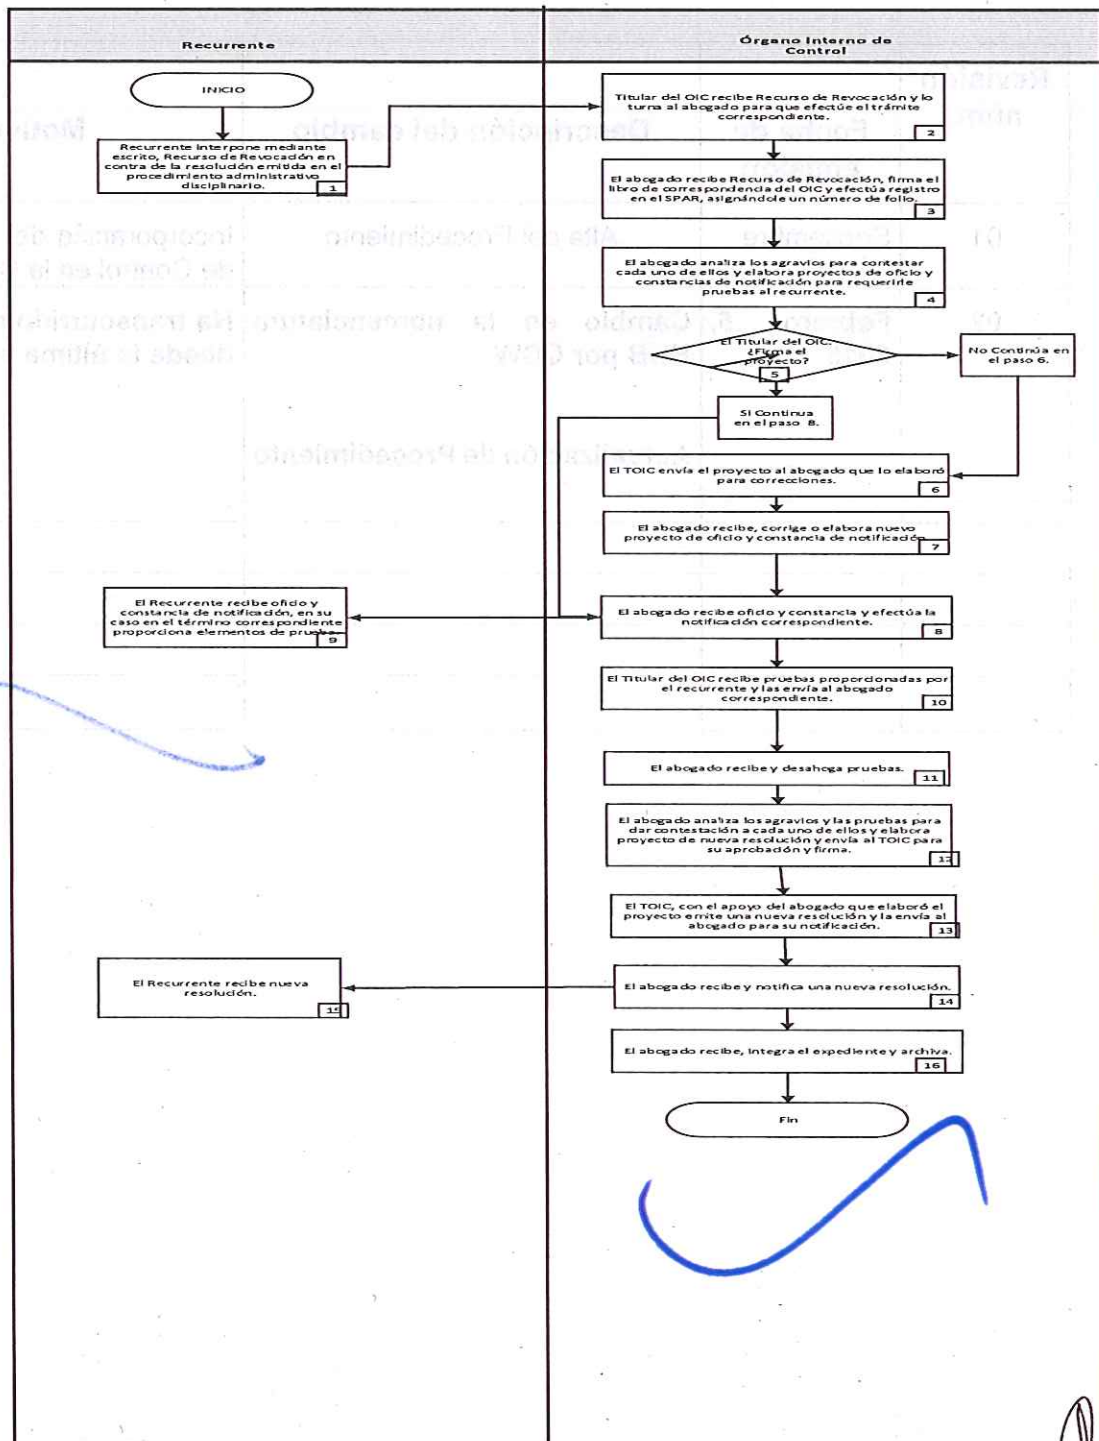 Recurrente
Órgano Interno de
Control
INICIO
Recurrente Interpone mediante
escrito, Recurso de Revocación en
contra de la resolución emitida en el
procedimiento administrativo
disciplinario.
1
Titular del OIC recibe Recurso de Revocación y lo
turna al abogado para que efectúe el trámite
correspondiente.
2
El abogado recibe Recurso de Revocación, firma el
libro de correspondencia del OIC y efectúa registro
en el SPAR, asignándole un número de folio.
3
El abogado analiza los agravios para contestar
cada uno de ellos y elabora proyectos de oficio y
constancias de notificación para requerirle
pruebas al recurrente.
4
El Titular del OIC.
¿Firma el
proyecto?
5
No Continúa en
el paso 6.
Si Continua
en el paso 8.
El TOIC envía el proyecto al abogado que lo elaboró
para correcciones.
6
El abogado recibe, corrige o elabora nuevo
proyecto de oficio y constancia de notificación.
7
El Recurrente recibe oficio y
constancia de notificación, en su
caso en el término correspondiente
proporciona elementos de prueba.
9
El abogado recibe oficio y constancia y efectúa la
notificación correspondiente.
8
El Titular del OIC recibe pruebas proporcionadas por
el recurrente y las envía al abogado
correspondiente.
10
El abogado recibe y desahoga pruebas.
11
El abogado analiza los agravios y las pruebas para
dar contestación a cada uno de ellos y elabora
proyecto de nueva resolución y envía al TOIC para
su aprobación y firma.
12
El TOIC, con el apoyo del abogado que elaboró el
proyecto emite una nueva resolución y la envía al
abogado para su notificación.
13
El Recurrente recibe nueva
resolución.
15
El abogado recibe y notifica una nueva resolución.
14
El abogado recibe, integra el expediente y archiva.
16
Fin